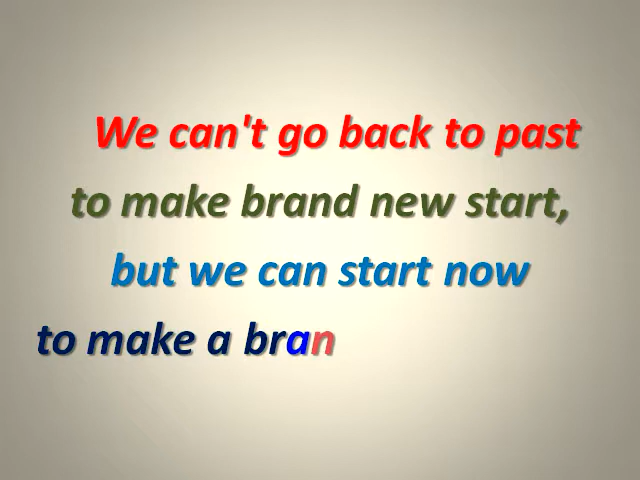 We can't go back to past
to make brand new start,
but we can start now
to make a bran